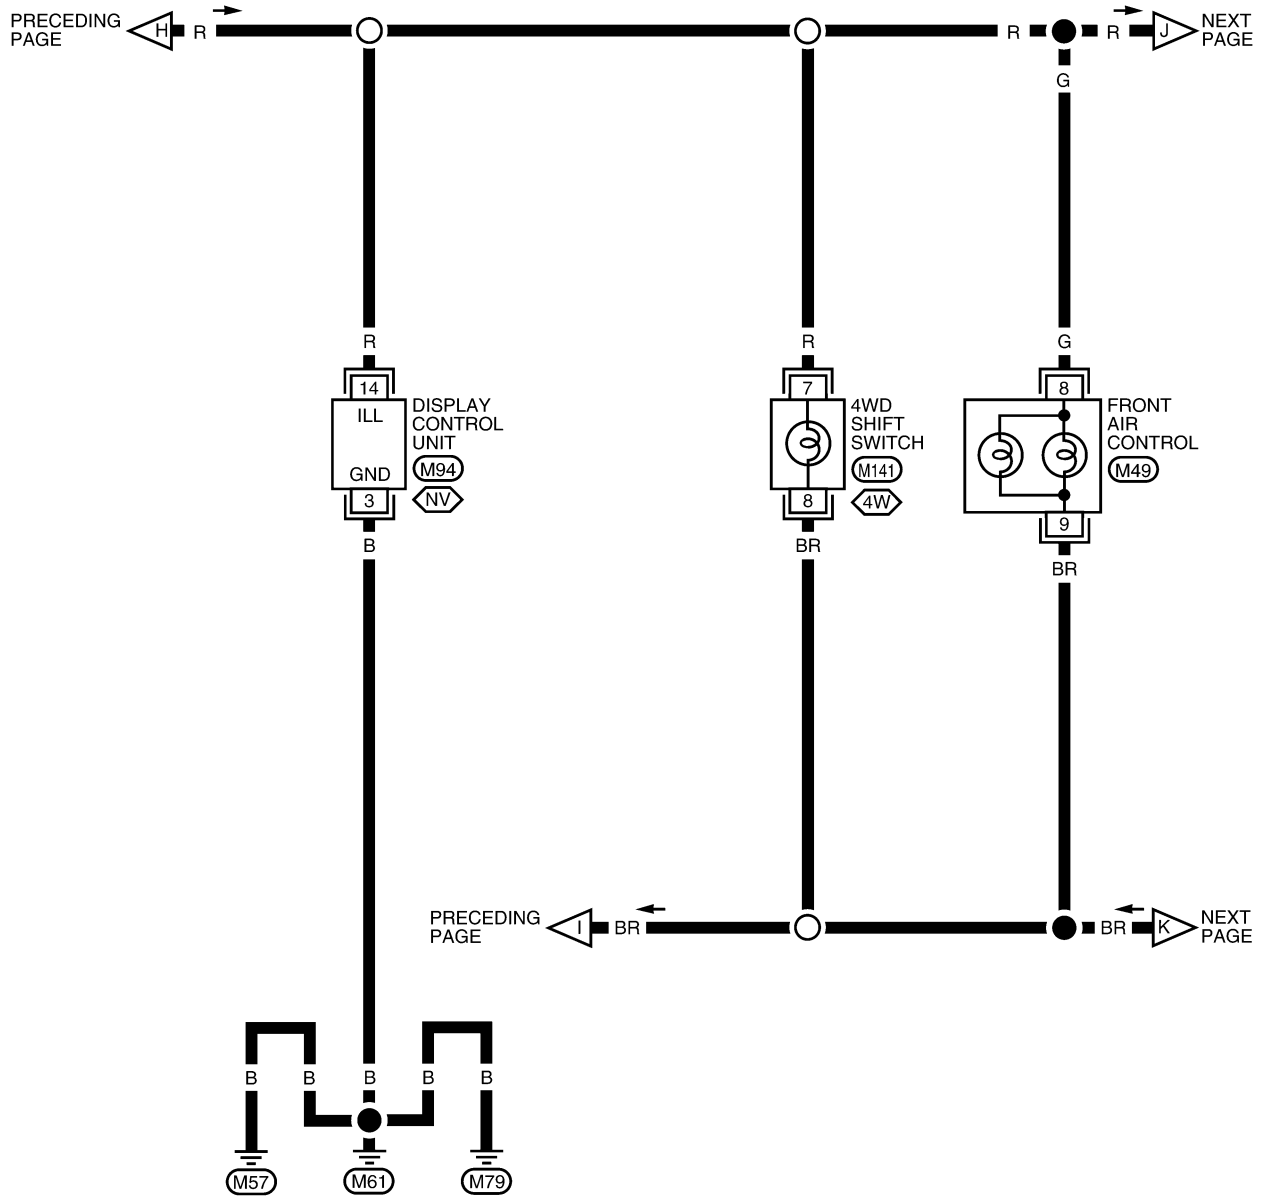 PRECEDING
PAGE
H
R
R
R
J
NEXT
PAGE
G
R
R
G
14
ILL
GND
3
DISPLAY
CONTROL
UNIT
M94
NV
7
8
4WD
SHIFT
SWITCH
M141
4W
8
9
FRONT
AIR
CONTROL
M49
B
BR
BR
PRECEDING
PAGE
I
BR
BR
K
NEXT
PAGE
B
B
B
B
B
M57
M61
M79